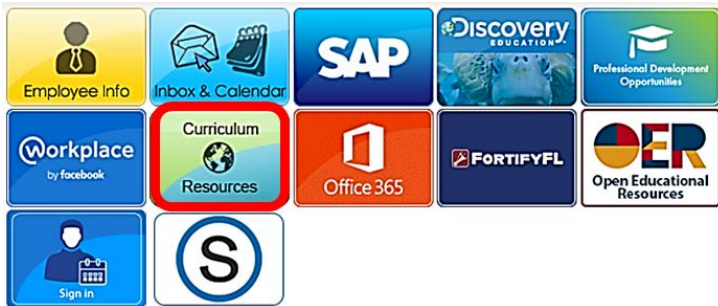 Employee Info
Inbox & Calendar
SAP
Discovery
EDUCATION
Professional Development
Opportunities
Workplace
by facebook
Curriculum
Resources
Office 365
FORTIFYFL
OER
Open Educational
Resources
Sign in
S